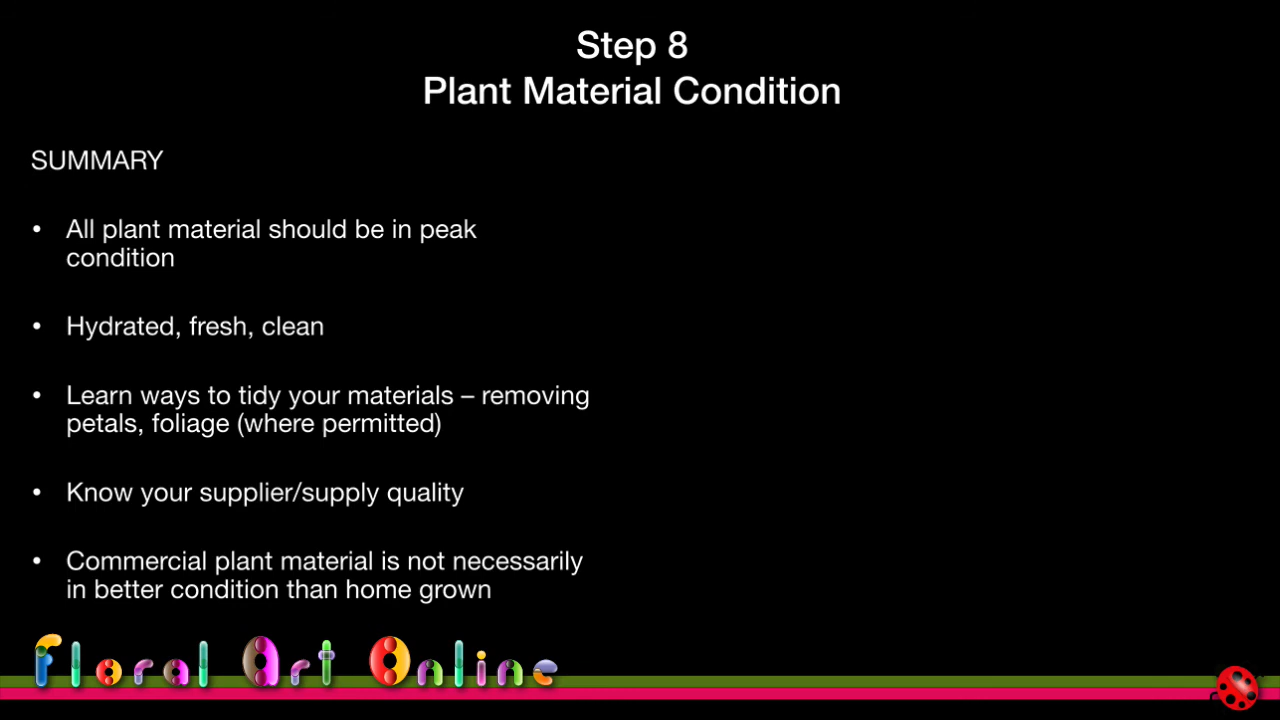 Step 8
Plant Material Condition
SUMMARY
• All plant material should be in peak
condition
• Hydrated, fresh, clean
• Learn ways to tidy your materials – removing
petals, foliage (where permitted)
• Know your supplier/supply quality
• Commercial plant material is not necessarily
in better condition than home grown
Floral Art Online